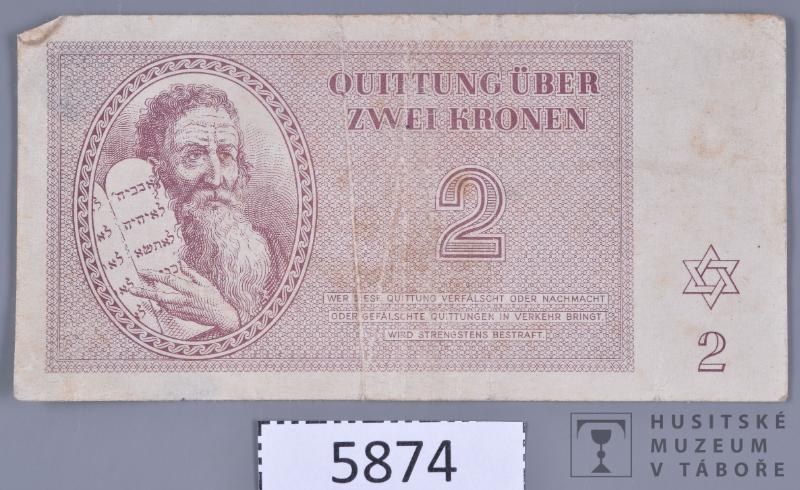 QUITTUNG ÜBER
ZWEI KRONEN
2
WER DIESE QUITTUNG VERFÄLSCHT ODER NACHMACHT
ODER GEFÄLSCHTE QUITTUNGEN IN VERKEHR BRINGT,
WIRD STRENGSTENS BESTRAFT.
2
5874
HUSITSKÉ
MUZEUM
V TÁBOŘE